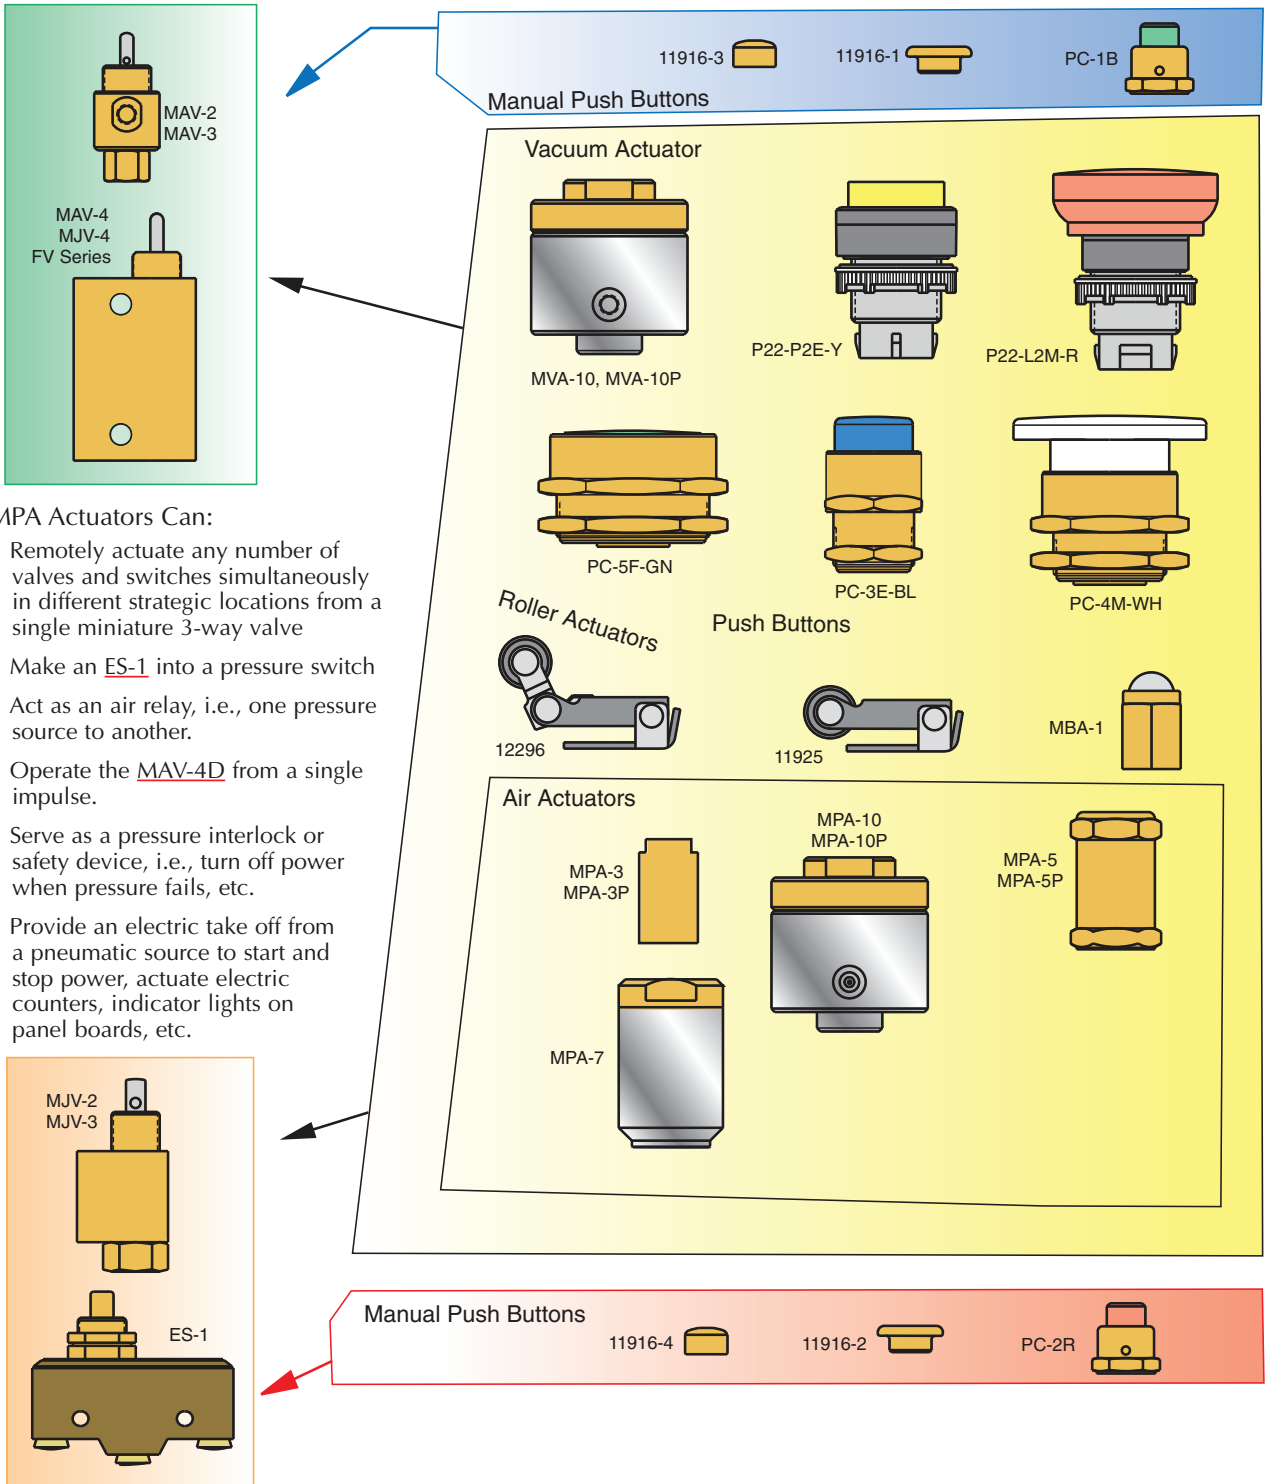 11916-3
11916-1
PC-1B
Manual Push Buttons
MAV-2
MAV-3
MAV-4
MJV-4
FV Series
Vacuum Actuator
MVA-10, MVA-10P
P22-P2E-Y
P22-L2M-R
PC-5F-GN
PC-3E-BL
PC-4M-WH
MPA Actuators Can:
Remotely actuate any number of
valves and switches simultaneously
in different strategic locations from a
single miniature 3-way valve
Make an ES-1 into a pressure switch
Act as an air relay, i.e., one pressure
source to another.
Operate the MAV-4D from a single
impulse.
Serve as a pressure interlock or
safety device, i.e., turn off power
when pressure fails, etc.
Provide an electric take off from
a pneumatic source to start and
stop power, actuate electric
counters, indicator lights on
panel boards, etc.
Roller Actuators
Push Buttons
12296
11925
MBA-1
Air Actuators
MPA-3
MPA-3P
MPA-10
MPA-10P
MPA-5
MPA-5P
MPA-7
MJV-2
MJV-3
ES-1
Manual Push Buttons
11916-4
11916-2
PC-2R